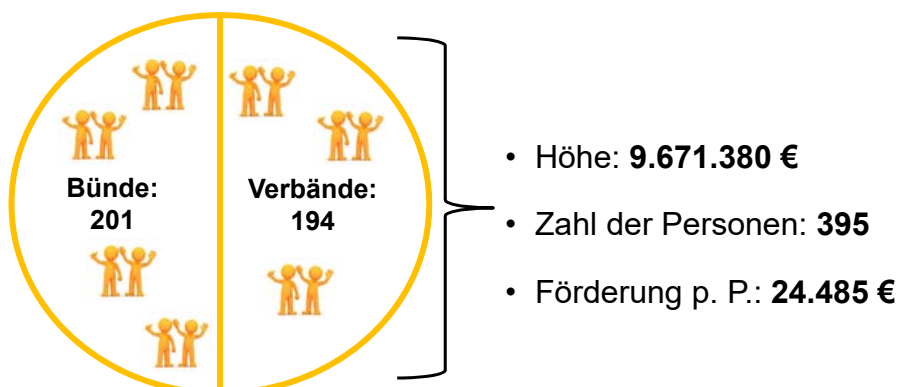 Bünde:
201
Verbände:
194
• Höhe: 9.671.380 €
• Zahl der Personen: 395
• Förderung p. P.: 24.485 €